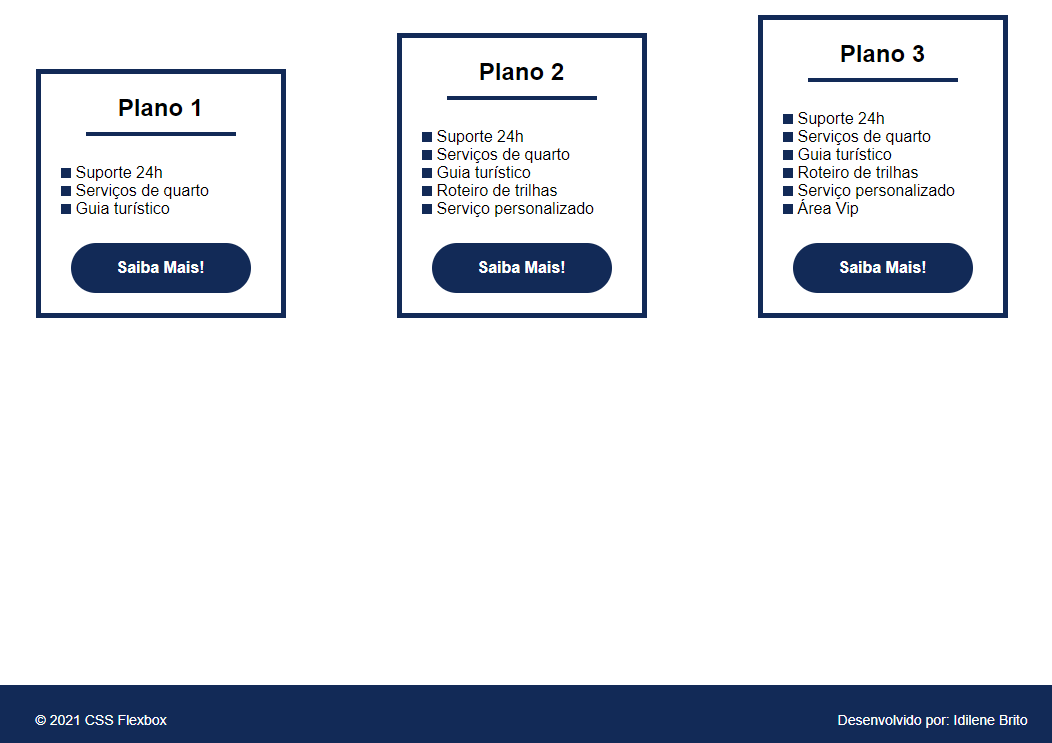 Plano 1
Suporte 24h
Serviços de quarto
Guia turístico
Saiba Mais!
Plano 2
Suporte 24h
Serviços de quarto
Guia turístico
Roteiro de trilhas
Serviço personalizado
Saiba Mais!
Plano 3
Suporte 24h
Serviços de quarto
Guia turístico
Roteiro de trilhas
Serviço personalizado
Área Vip
Saiba Mais!
© 2021 CSS Flexbox
Desenvolvido por: Idilene Brito